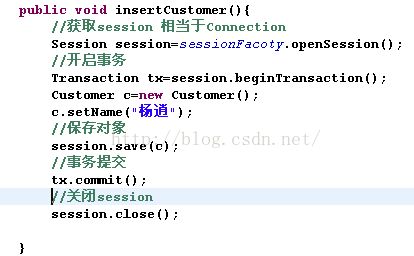 public void insertCustomer(){
//获取session 相当于Connection
Session session=sessionFacoty.openSession();
//开启事务
Transaction tx=session.beginTransaction();
Customer c=new Customer();
c.setName("杨道");
//保存对象
http://blog.csdn.net/
session.save(c);
//事务提交
tx.commit();
//关闭session
session.close();
}